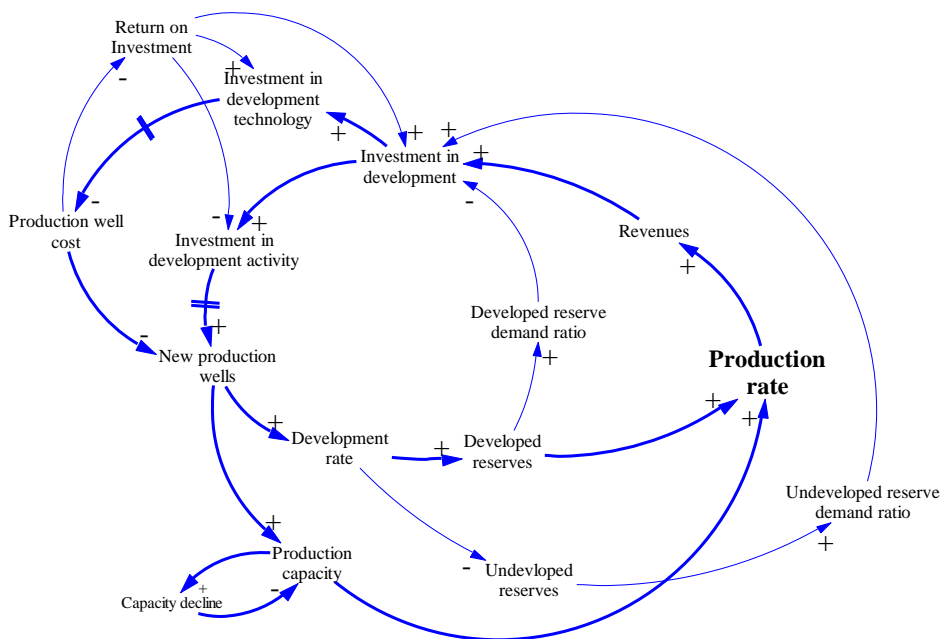 Return on
Investment
+
-
Investment in
development
technology
+
+
+
+
Investment in
development
-
-
Production well
cost
-
+
Investment in
development activity
Revenues
+
+
-
New production
wells
Developed reserve
demand ratio
+
Production
rate
+
+
+
Development
rate
+
Developed
reserves
Undeveloped reserve
demand ratio
+
+
Production
capacity
-
Undevloped
reserves
-
+
Capacity decline